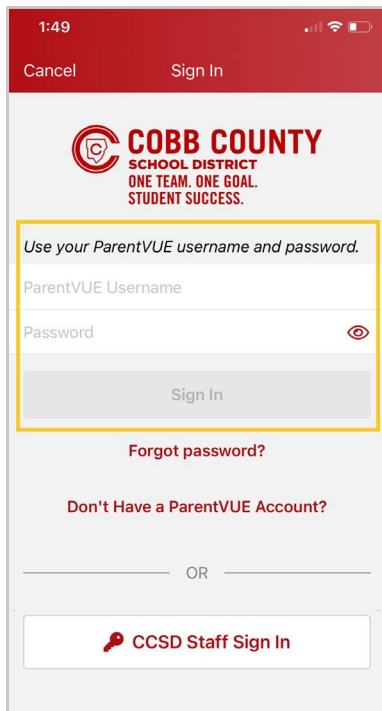 1:49
Cancel Sign In
C
COBB COUNTY
SCHOOL DISTRICT
ONE TEAM. ONE GOAL.
STUDENT SUCCESS.
Use your ParentVUE username and password.
ParentVUE Username
Password
Sign In
Forgot password?
Don't Have a ParentVUE Account?
OR
CCSD Staff Sign In